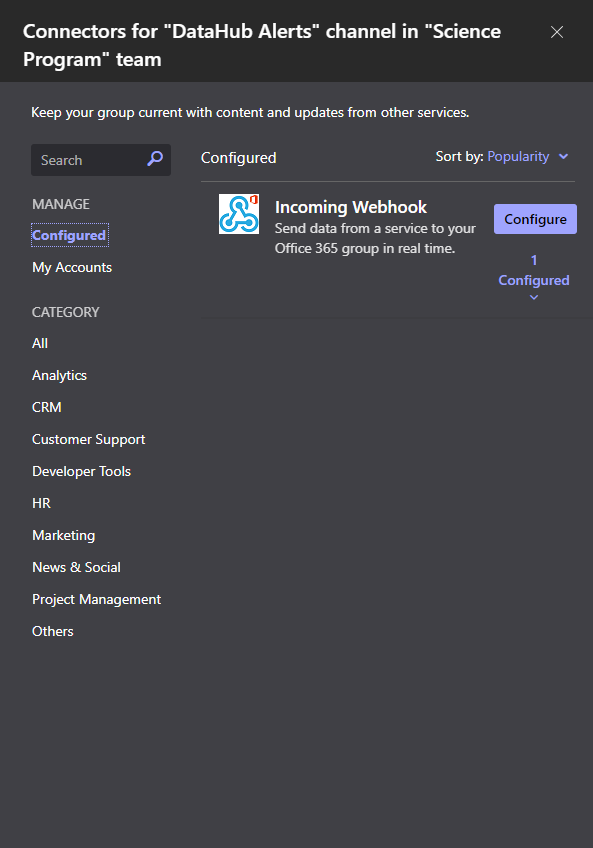 Connectors for "DataHub Alerts" channel in "Science
Program" team
Keep your group current with content and updates from other services.
Search
MANAGE
Configured
My Accounts
CATEGORY
All
Analytics
CRM
Customer Support
Developer Tools
HR
Marketing
News & Social
Project Management
Others
Configured
Sort by: Popularity
Incoming Webhook
Send data from a service to your
Office 365 group in real time.
Configure
1
Configured